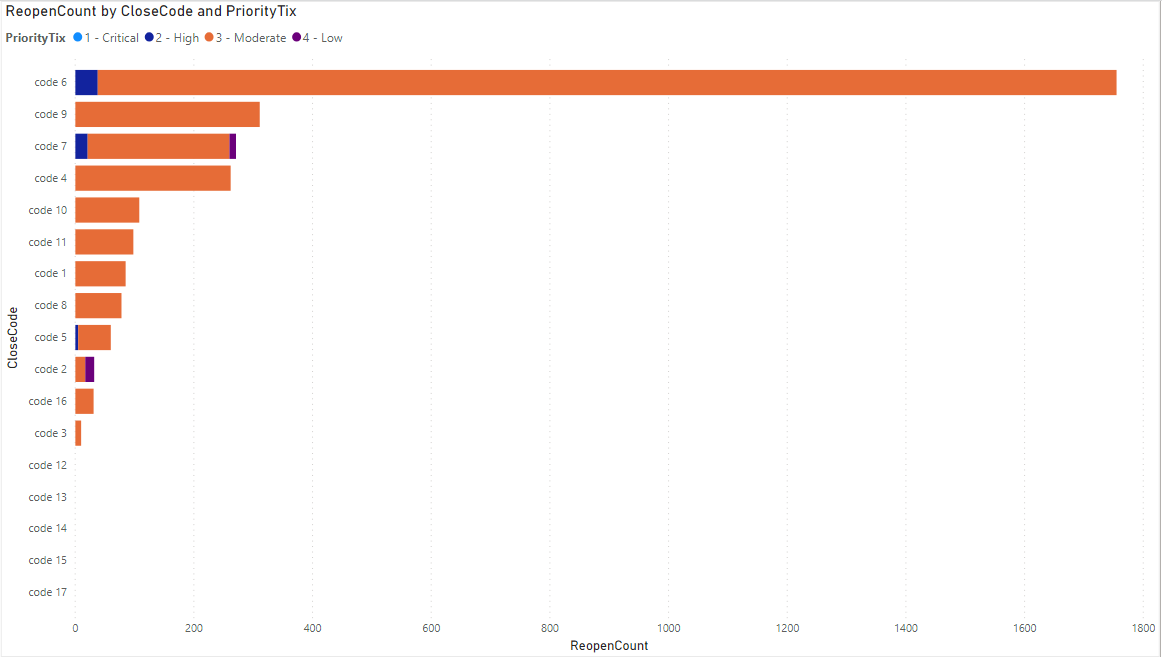 ReopenCount by CloseCode and PriorityTix
PriorityTix 1 - Critical 2 - High 3 - Moderate 4 - Low
code 6
code 9
code 7
code 4
code 10
code 11
code 1
code 8
code 5
code 2
code 16
code 3
code 12
code 13
code 14
code 15
code 17
CloseCode
0 200 400 600 800 1000 1200 1400 1600 1800
ReopenCount